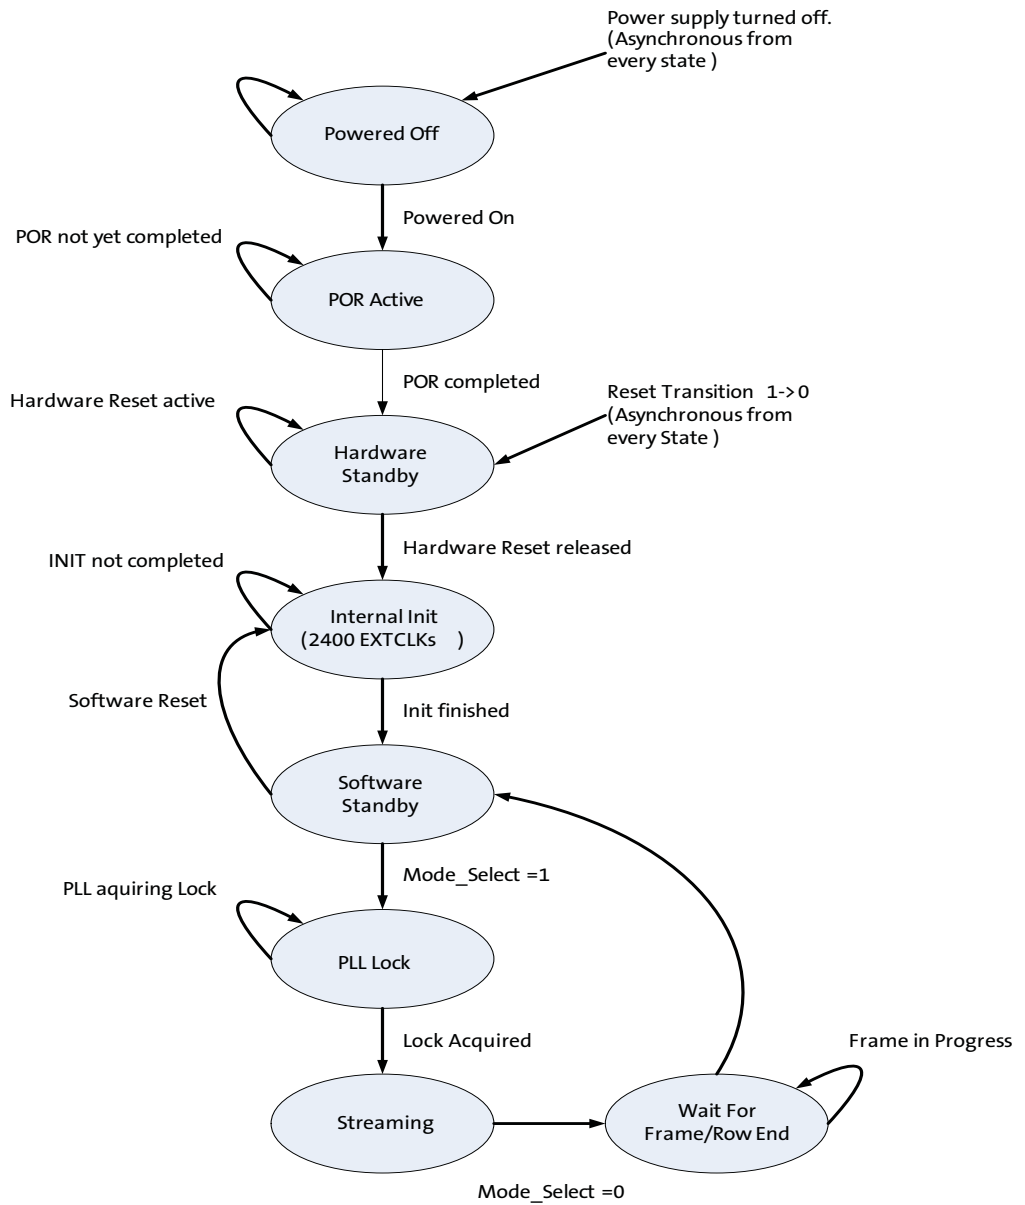 Power supply turned off.
(Asynchronous from
every state )
Powered Off
Powered On
POR not yet completed
POR Active
POR completed
Reset Transition 1->0
(Asynchronous from
every State )
Hardware Reset active
Hardware
Standby
Hardware Reset released
INIT not completed
Internal Init
(2400 EXTCLKs )
Software Reset
Init finished
Software
Standby
Mode_Select =1
PLL aquiring Lock
PLL Lock
Lock Acquired
Frame in Progress
Streaming
Wait For
Frame/Row End
Mode_Select =0